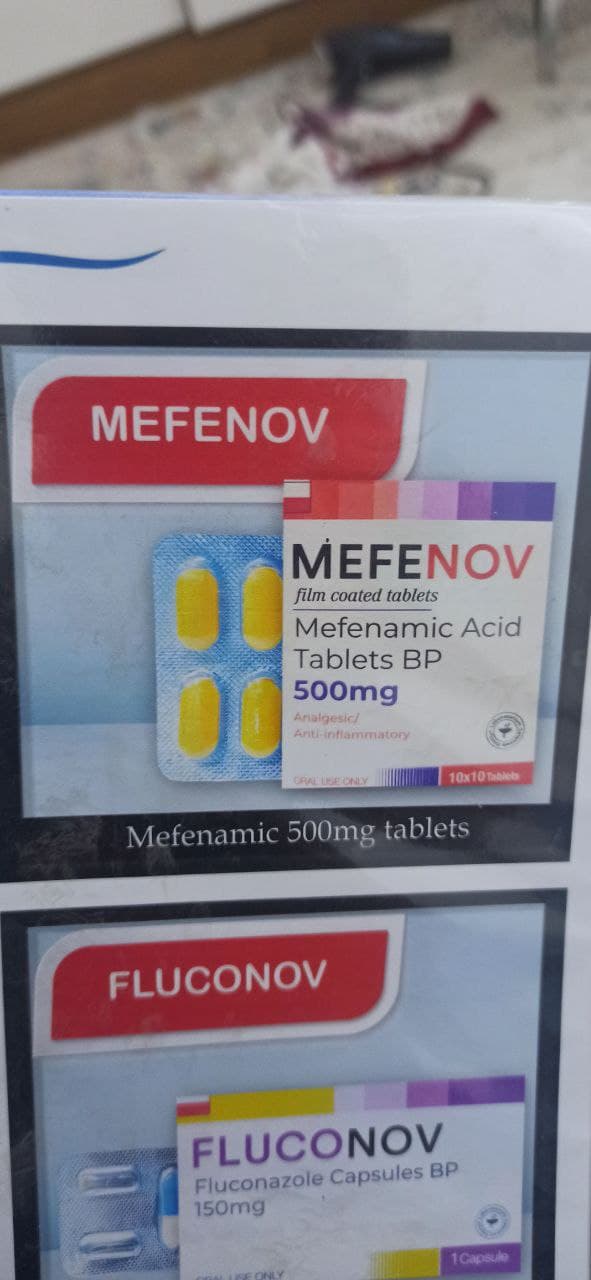 MEFENOV
MEFENOV
film coated tablets
Mefenamic Acid
Tablets BP
500mg
Analgesic/
Anti-inflammatory
ORAL USE ONLY
10x10 Tablets
Mefenamic 500mg tablets
FLUCONOV
FLUCONOV
Fluconazole Capsules BP
150mg
1 Capsule
ORAL USE ONLY